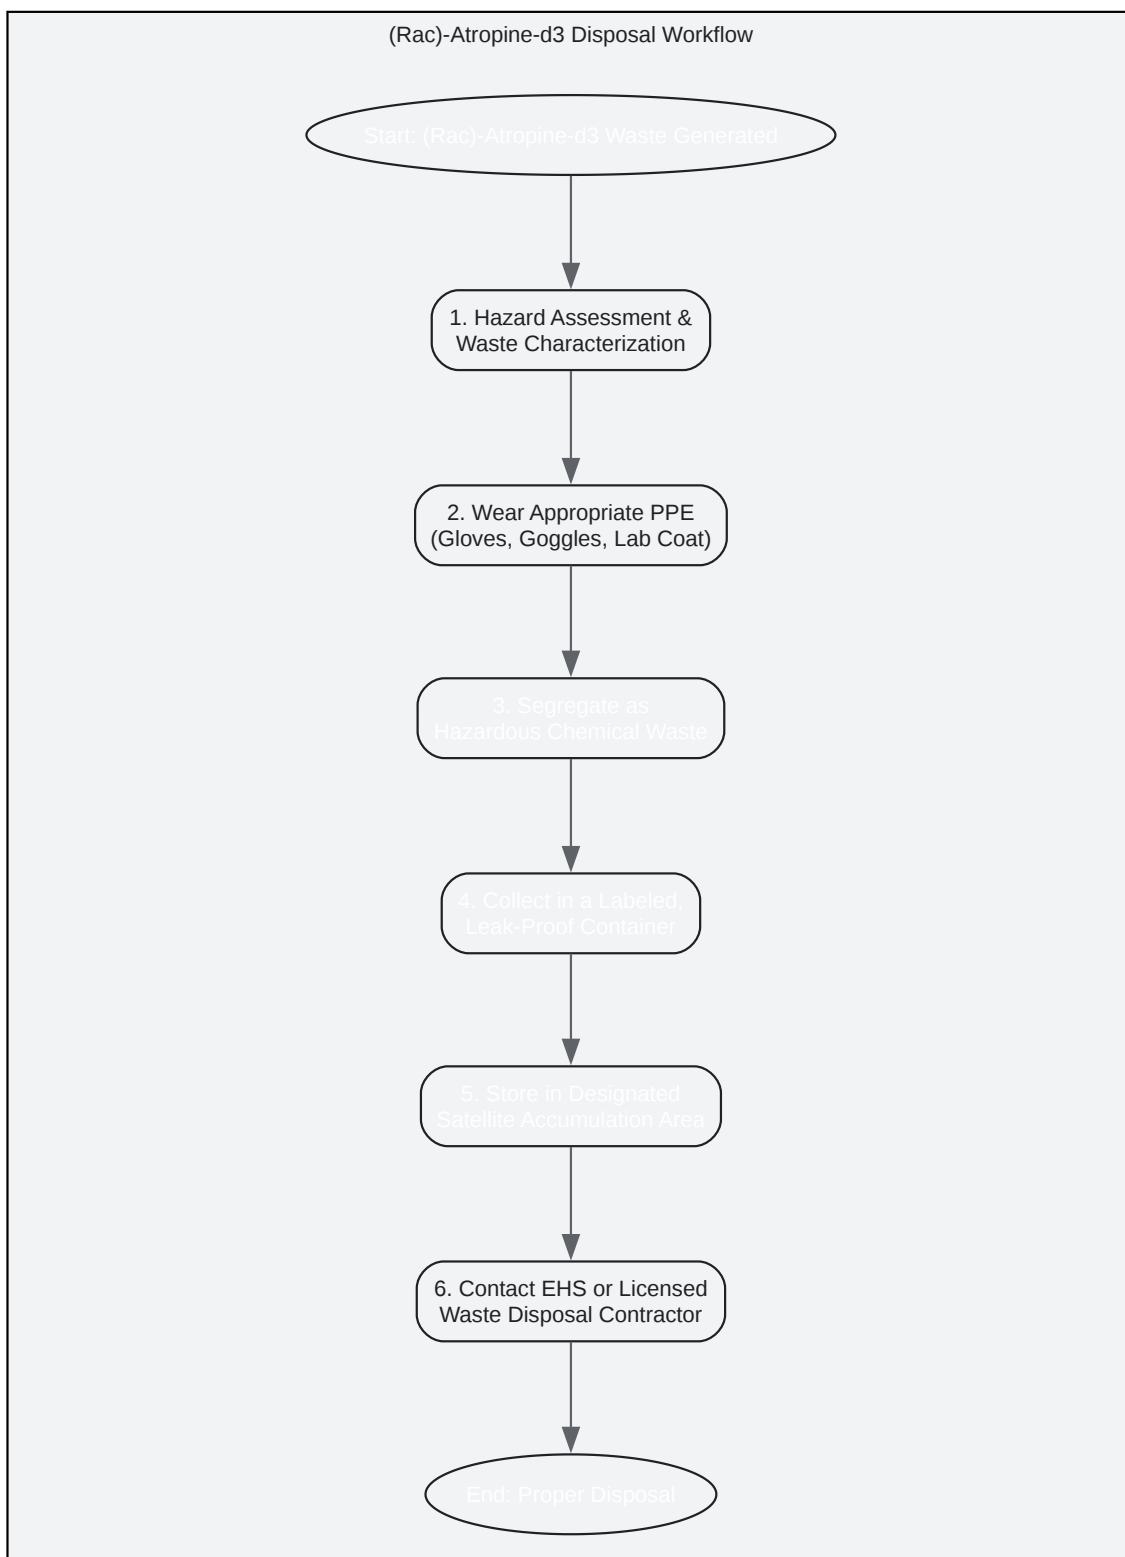 (Rac)-Atropine-d3 Disposal Workflow
Start: (Rac)-Atropine-d3 Waste Generated
1. Hazard Assessment &
Waste Characterization
2. Wear Appropriate PPE
(Gloves, Goggles, Lab Coat)
3. Segregate as
Hazardous Chemical Waste
4. Collect in a Labeled,
Leak-Proof Container
5. Store in Designated
Satellite Accumulation Area
6. Contact EHS or Licensed
Waste Disposal Contractor
End: Proper Disposal